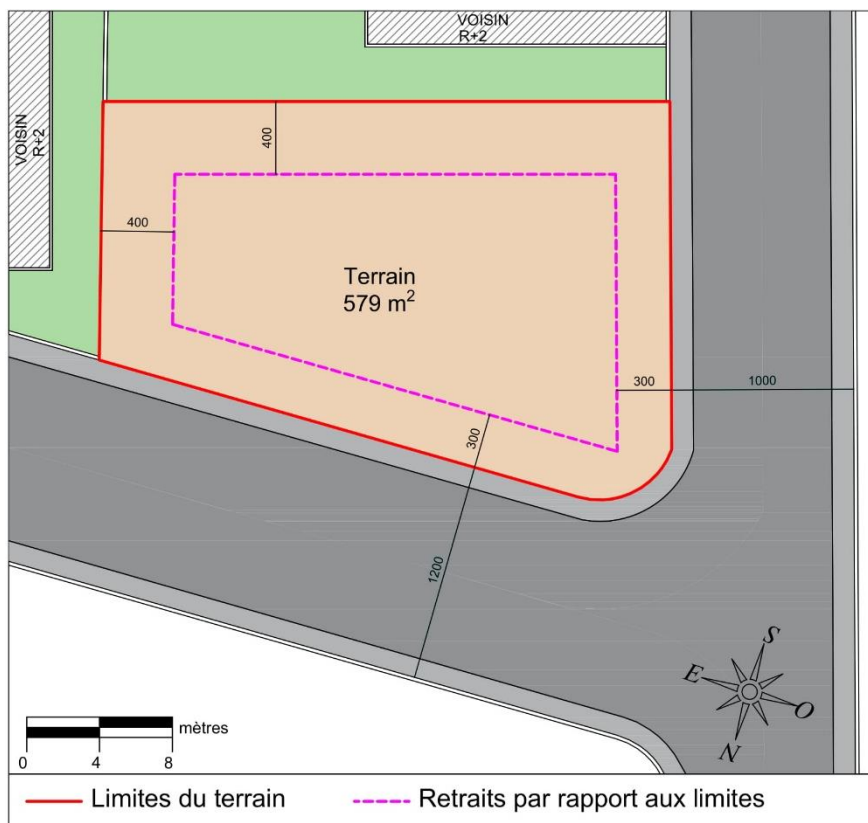 VOISIN
R+2
VOISIN
R+2
400
400
Terrain
579 m²
300
1000
300
1200
S
E
O
N
mètres
0 4 8
Limites du terrain
Retraits par rapport aux limites